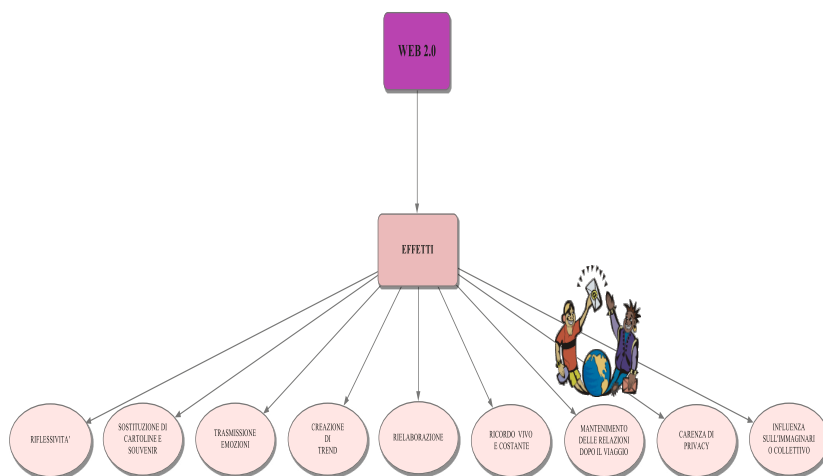 WEB 2.0
EFFETTI
RIFLESSIVITA'
SOSTITUZIONE DI
CARTOLINE E
SOUVENIR
TRASMISSIONE
EMOZIONI
CREAZIONE
DI
TREND
RIELABORAZIONE
RICORDO VIVO
E COSTANTE
MANTENIMENTO
DELLE RELAZIONI
DOPO IL VIAGGIO
CARENZA DI
PRIVACY
INFLUENZA
SULL'IMMAGINARI
O COLLETTIVO